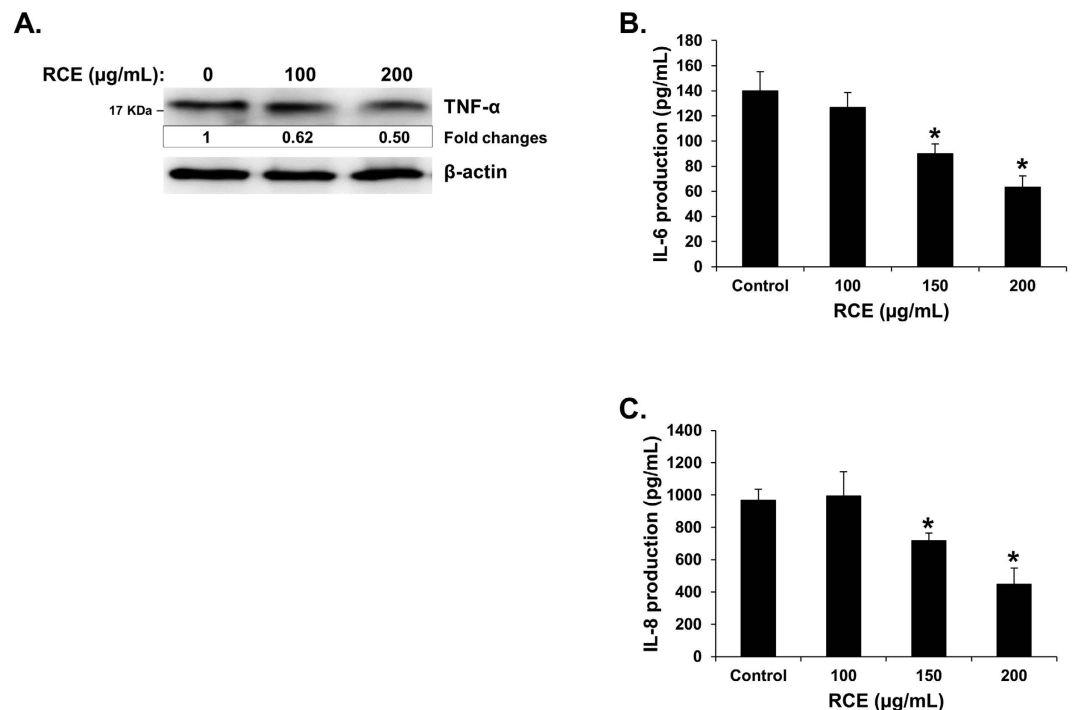 A.
RCE (µg/mL): 0 100 200
17 KDa
TNF-α
1 0.62 0.50 Fold changes
β-actin
B.
IL-6 production (pg/mL)
180
160
140
120
100
80
60
40
20
0
*
*
Control 100 150 200
RCE (µg/mL)
C.
IL-8 production (pg/mL)
1400
1200
1000
800
600
400
200
0
*
*
Control 100 150 200
RCE (µg/mL)